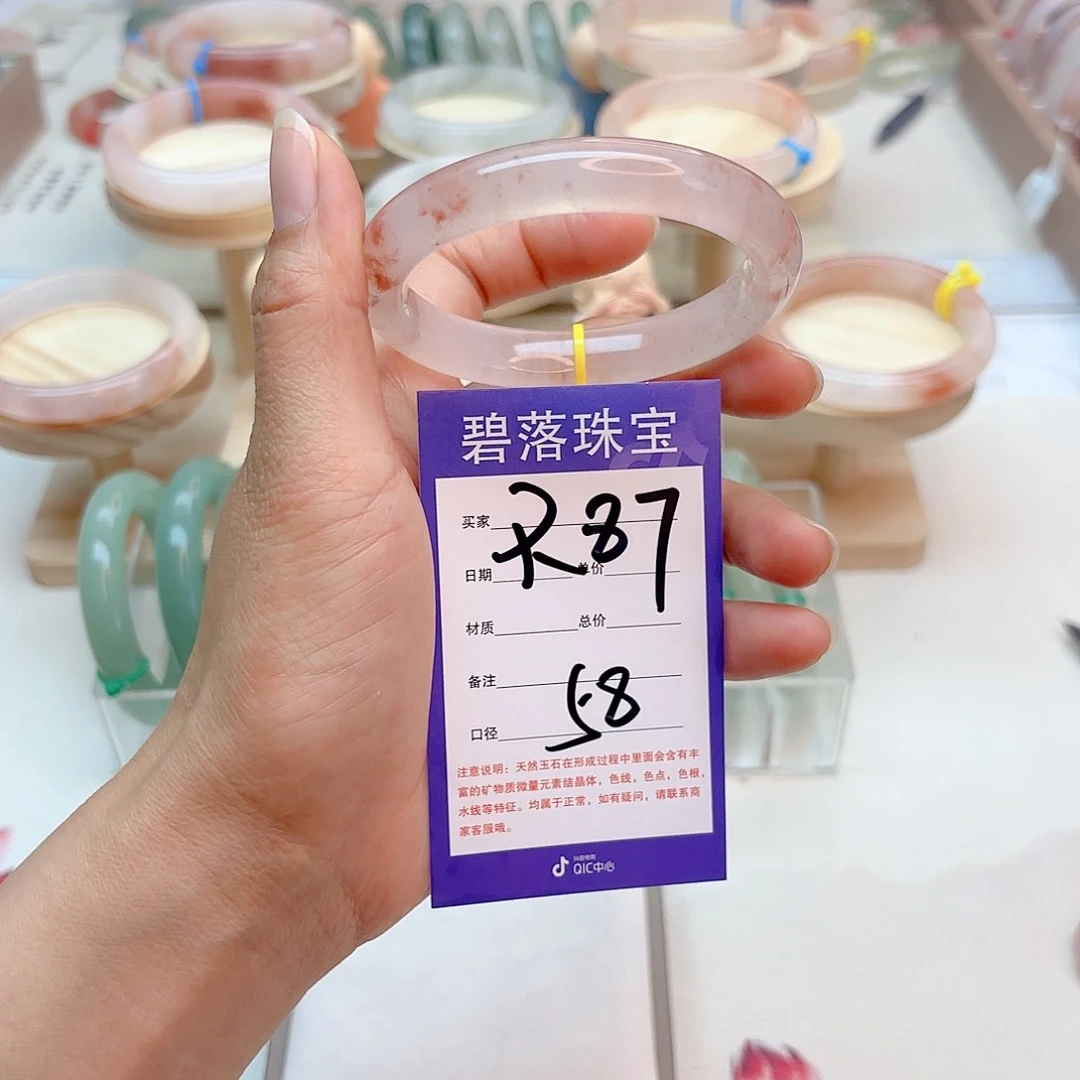 碧落珠宝
买家
R87
日期 单价
材质 总价
备注
58
口径
注意说明：天然玉石在形成过程中里面会含有丰
富的矿物质微量元素结晶体，色线，色点，色根，
水线等特征。均属于正常，如有疑问，请联系商
家客服哦。
抖音电商
QIC中心